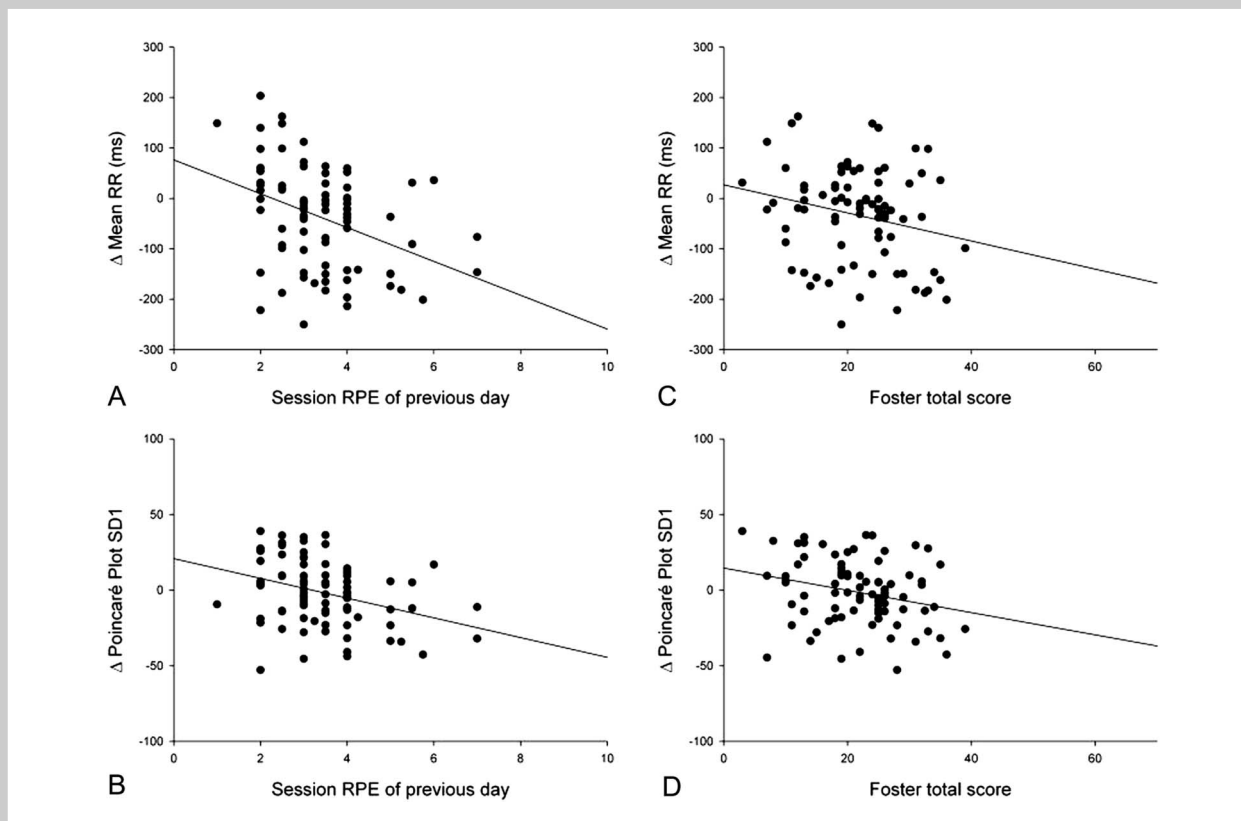 300 300
200 200
100 100
0 0
-100 -100
-200 -200
-300 -300
Δ Mean RR (ms) Δ Mean RR (ms)
0 2 4 6 8 10 0 20 40 60
A Session RPE of previous day C Foster total score
100 100
50 50
0 0
-50 -50
-100 -100
Δ Poincaré Plot SD1 Δ Poincaré Plot SD1
0 2 4 6 8 10 0 20 40 60
B Session RPE of previous day D Foster total score